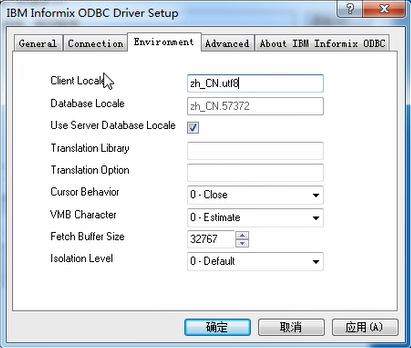 IBM Informix ODBC Driver Setup
General Connection Environment Advanced About IBM Informix ODBC
Client Locale zh_CN.utf8
Database Locale zh_CN.57372
Use Server Database Locale
Translation Library
Translation Option
Cursor Behavior 0 - Close
VMB Character 0 - Estimate
Fetch Buffer Size 32767
Isolation Level 0 - Default
确定 取消 应用(A)